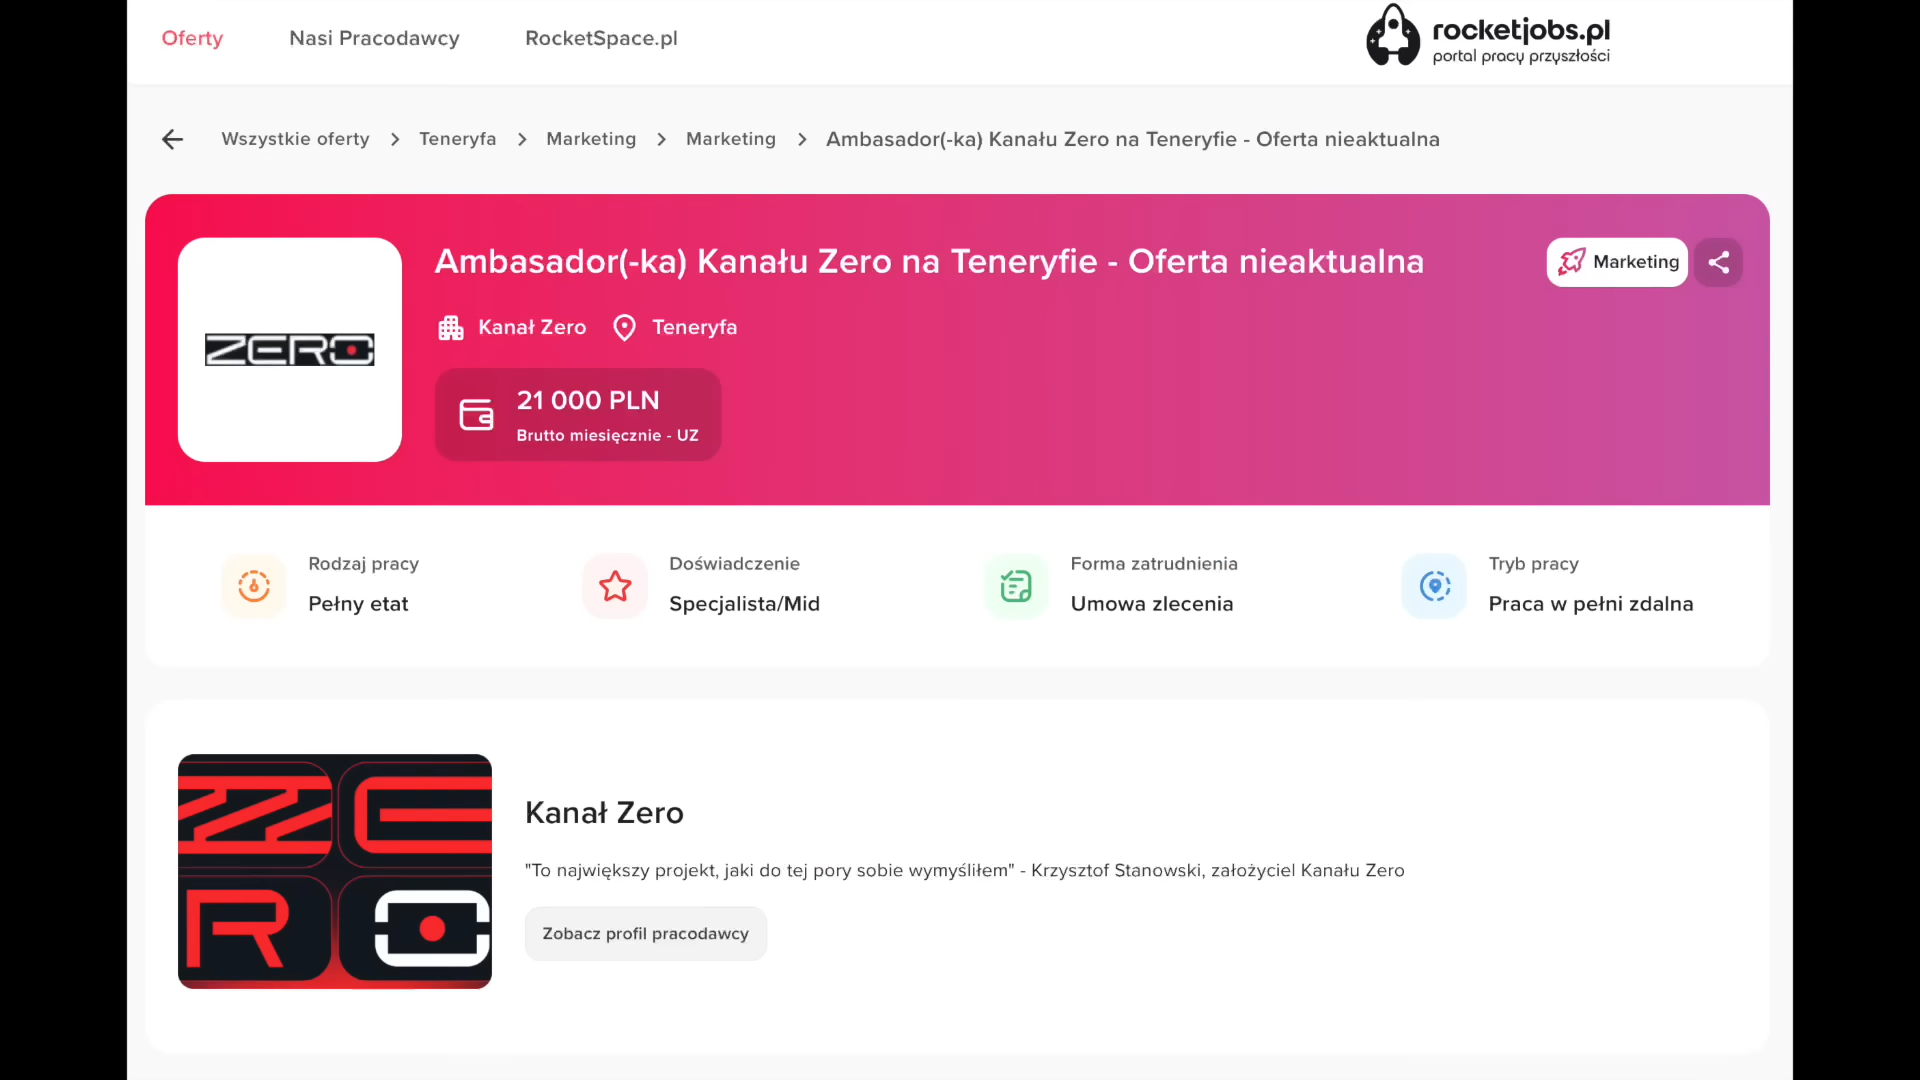 Oferty
Nasi Pracodawcy
RocketSpace.pl
rocketjobs.pl
portal pracy przyszłości
Wszystkie oferty
Teneryfa
Marketing
Marketing
Ambasador(-ka) Kanału Zero na Teneryfie - Oferta nieaktualna
ZERO
Ambasador(-ka) Kanału Zero na Teneryfie - Oferta nieaktualna
Marketing
Kanał Zero
Teneryfa
21 000 PLN
Brutto miesięcznie - UZ
Rodzaj pracy
Pełny etat
Doświadczenie
Specjalista/Mid
Forma zatrudnienia
Umowa zlecenia
Tryb pracy
Praca w pełni zdalna
ZE
RO
Kanał Zero
"To największy projekt, jaki do tej pory sobie wymyśliłem" - Krzysztof Stanowski, założyciel Kanału Zero
Zobacz profil pracodawcy